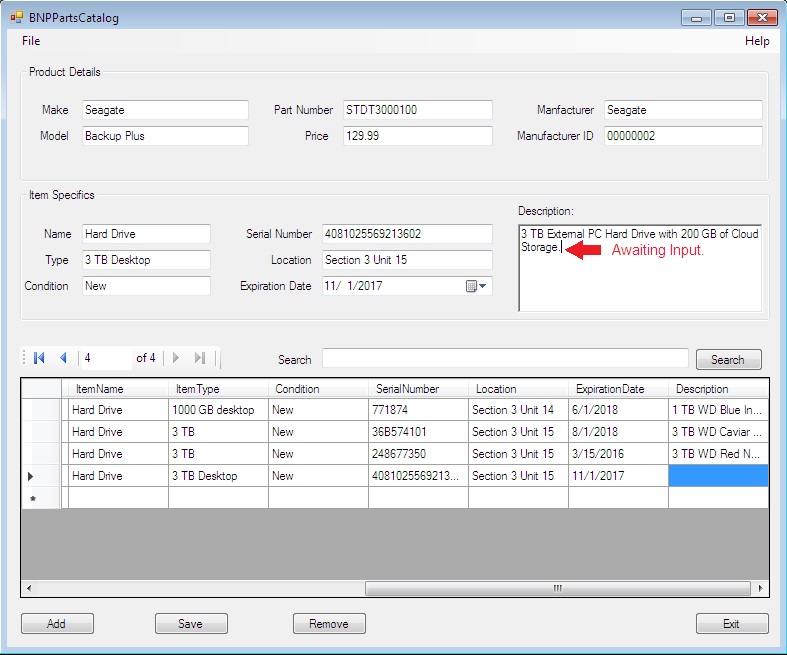 BNPPartsCatalog
File Help
Product Details
Make Seagate Part Number STDT3000100 Manfacturer Seagate
Model Backup Plus Price 129.99 Manufacturer ID 00000002
Item Specifics
Description:
Name Hard Drive Serial Number 4081025569213602 3 TB External PC Hard Drive with 200 GB of Cloud
Storage. Awaiting Input.
Type 3 TB Desktop Location Section 3 Unit 15
Condition New Expiration Date 11/ 1/2017
4 of 4 Search Search
ItemName ItemType Condition SerialNumber Location ExpirationDate Description
Hard Drive 1000 GB desktop New 771874 Section 3 Unit 14 6/1/2018 1 TB WD Blue In...
Hard Drive 3 TB New 36B574101 Section 3 Unit 15 8/1/2018 3 TB WD Caviar ...
Hard Drive 3 TB New 248677350 Section 3 Unit 15 3/15/2016 3 TB WD Red N...
Hard Drive 3 TB Desktop New 4081025569213... Section 3 Unit 15 11/1/2017
Add Save Remove Exit